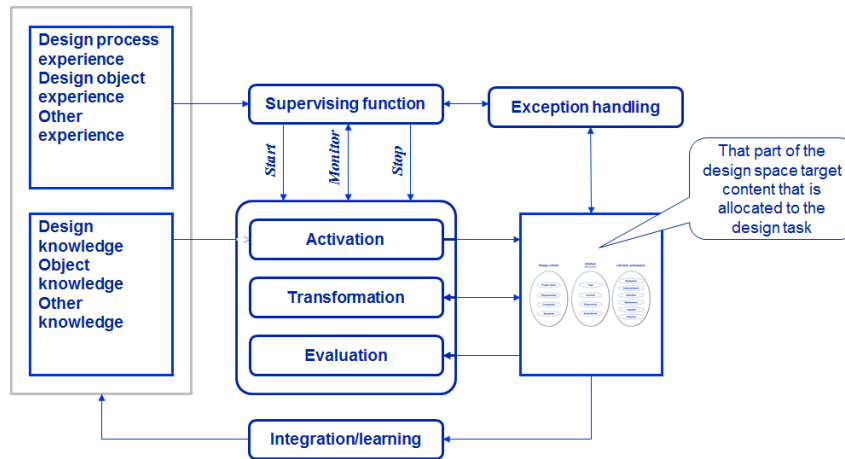 Design process
experience
Design object
experience
Other
experience
Design
knowledge
Object
knowledge
Other
knowledge
Supervising function
Exception handling
Start
Monitor
Stop
Activation
Transformation
Evaluation
Integration/learning
That part of the
design space target
content that is
allocated to the
design task
Design criteria